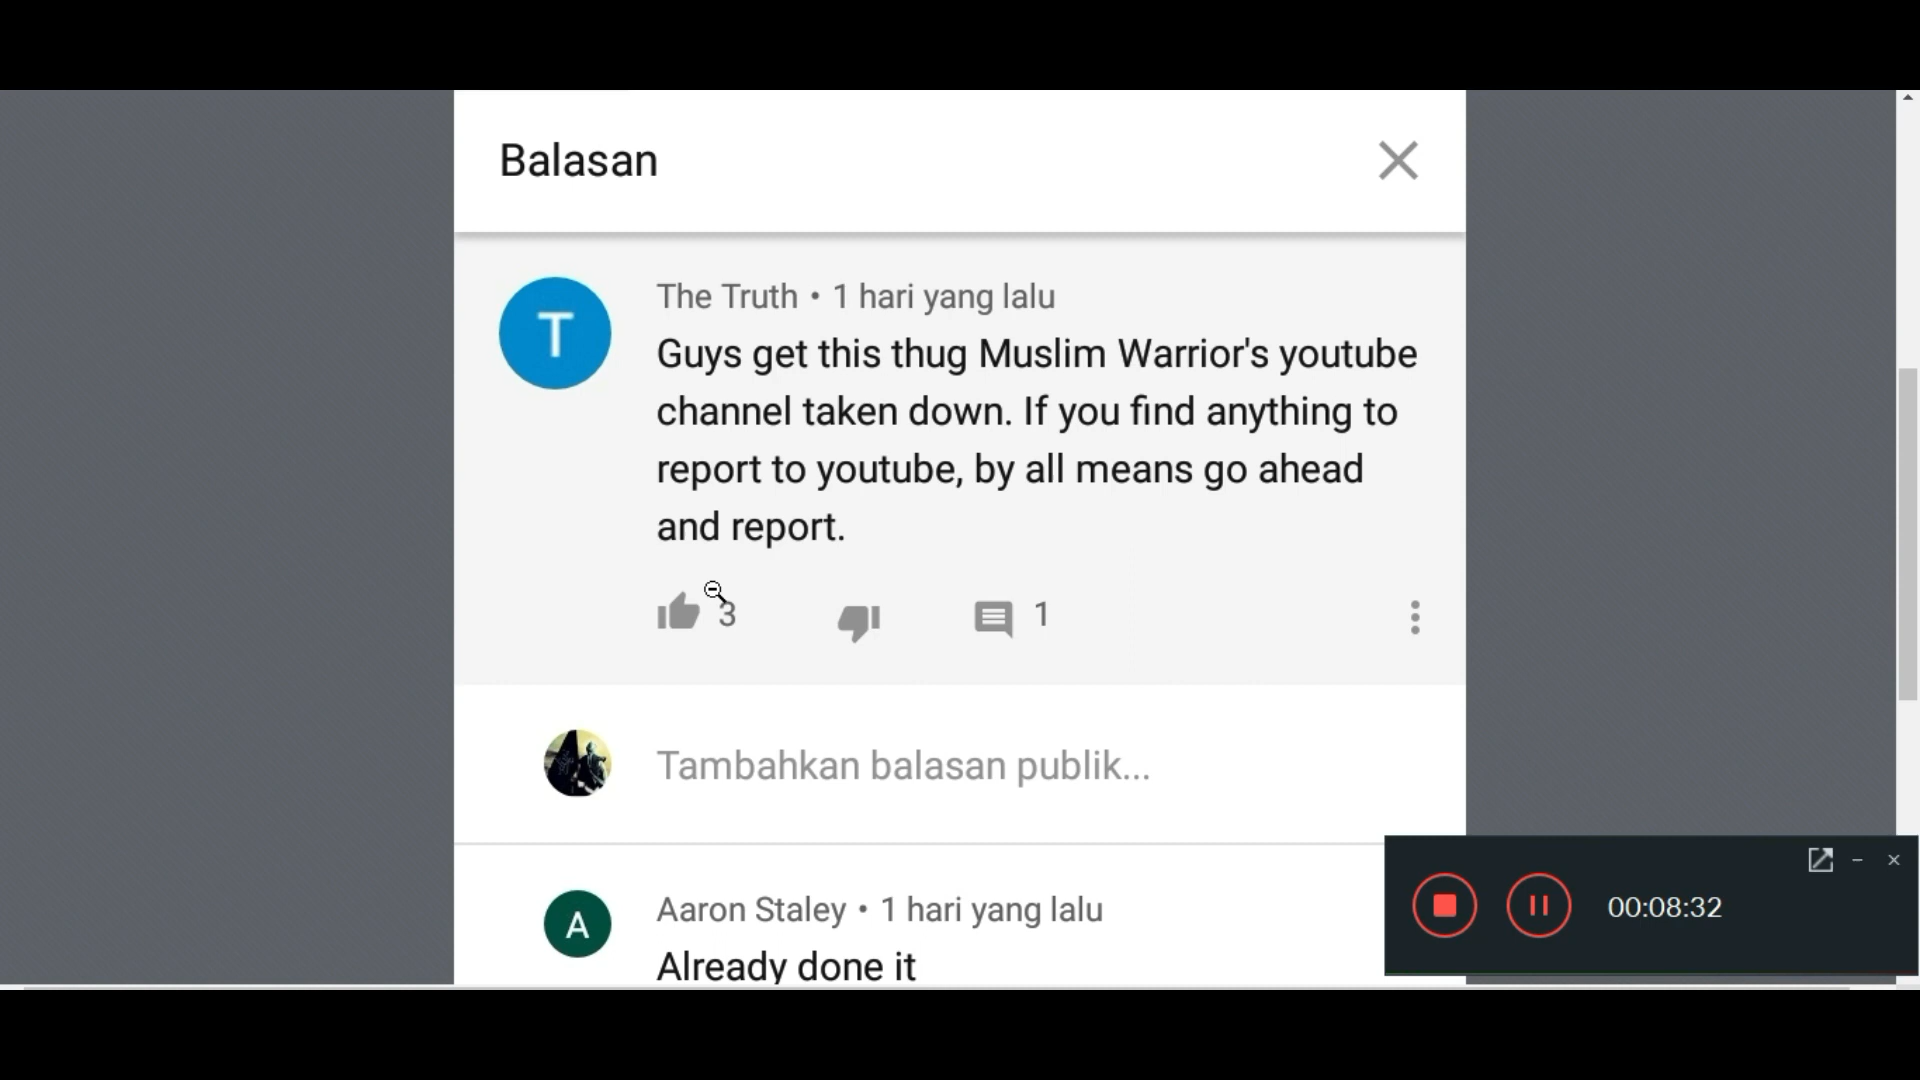 Balasan
T
The Truth • 1 hari yang lalu
Guys get this thug Muslim Warrior's youtube
channel taken down. If you find anything to
report to youtube, by all means go ahead
and report.
3
1
Tambahkan balasan publik...
A
Aaron Staley • 1 hari yang lalu
Already done it
00:08:32